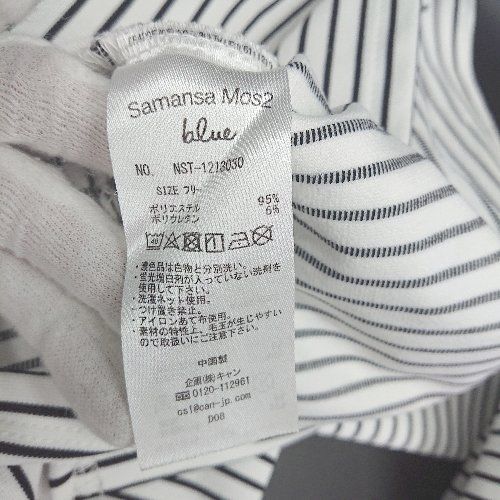 Samansa Mos2
blue
NO. NST-1213050
SIZE フリー
ポリエステル 95%
ポリウレタン 5%
・濃色品は白物と分別洗い。
・蛍光増白剤が入っていない洗剤を
使用して下さい。
・洗濯ネット使用。
・つけ置き禁止。
・アイロンあて布使用。
・素材の特性上、毛玉が生じやすい
ので取扱いにご注意下さい。
中国製
企画(株)キャン
0120-112961
cs1@can-jp.com
P08